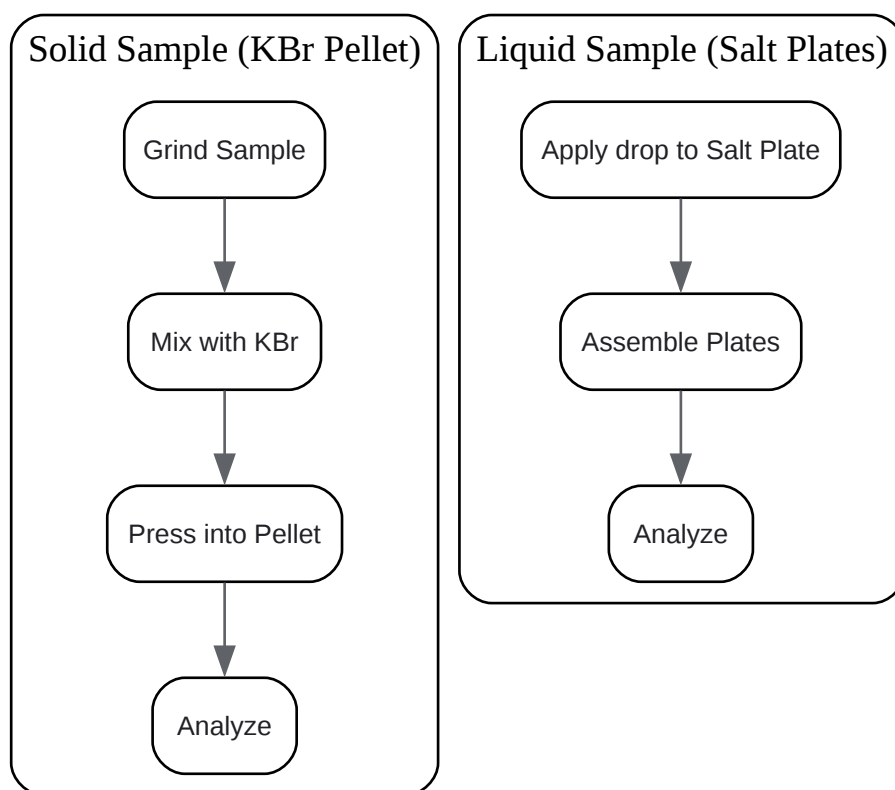 Solid Sample (KBr Pellet)
Grind Sample
Mix with KBr
Press into Pellet
Analyze
Liquid Sample (Salt Plates)
Apply drop to Salt Plate
Assemble Plates
Analyze